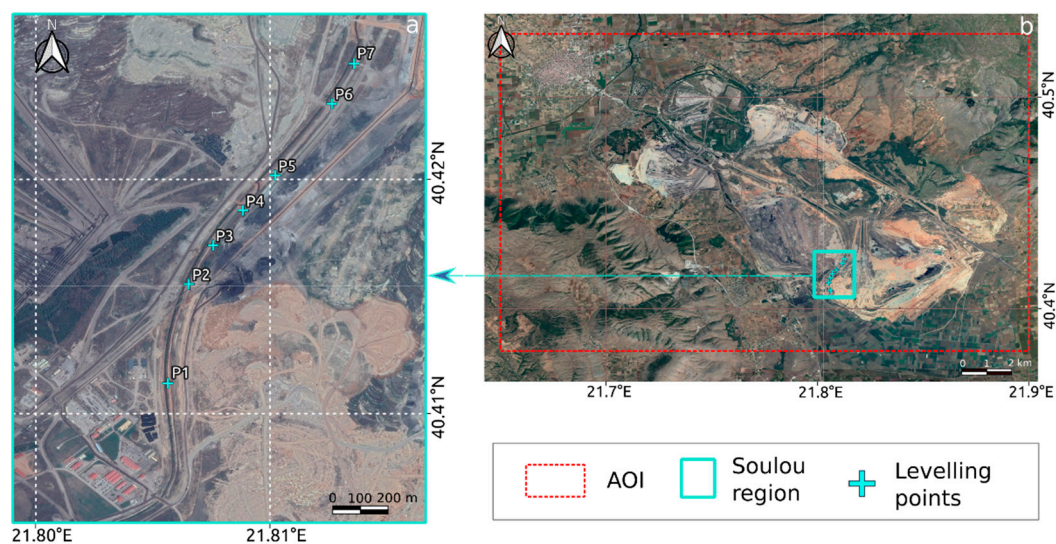 N
a
P7
P6
P5
P4
P3
P2
P1
40.42°N
40.41°N
0 100 200 m
21.80°E
21.81°E
N
b
40.5°N
40.4°N
0 1 2 km
21.7°E
21.8°E
21.9°E
AOI
Soulou
region
Levelling
points